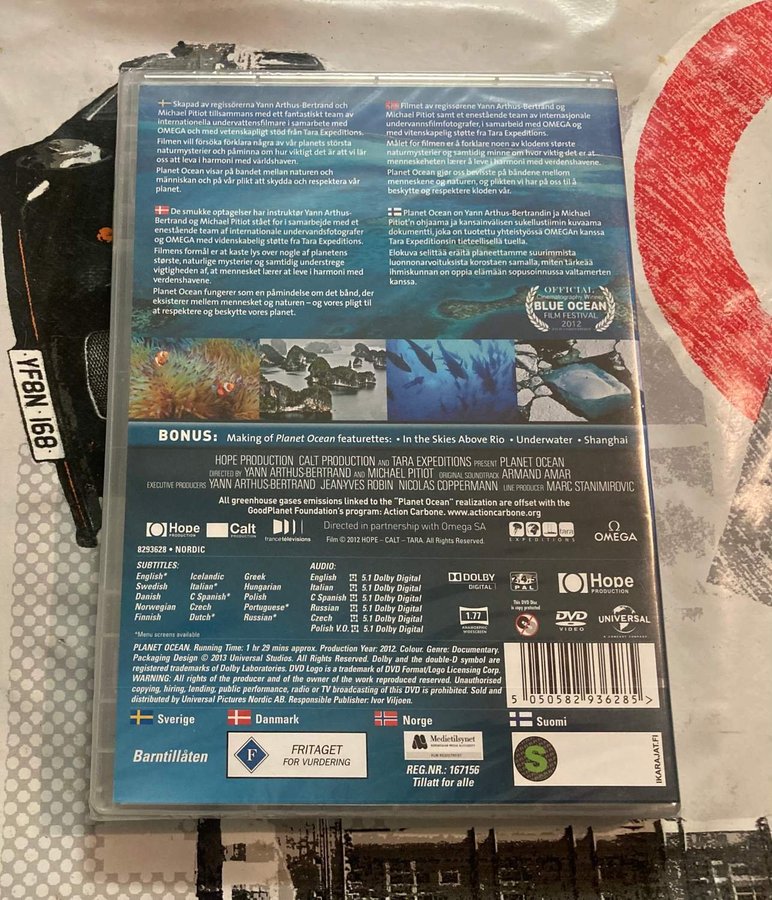 Skapad av regissörerna Yann Arthus-Bertrand och
Michael Pitiot tillsammans med ett fantastiskt team av
internationella undervattensfilmare i samarbete med
OMEGA och med vetenskapligt stöd från Tara Expeditions.
Filmen vill försöka förklara några av vår planets största
naturmysterier och påminna om hur viktigt det är att vi lär
oss att leva i harmoni med världshaven.
Planet Ocean visar på bandet mellan naturen och
människan och på vår plikt att skydda och respektera vår
planet.
Filmet av regissørene Yann Arthus-Bertrand og
Michael Pitiot samt et enestående team av internasjonale
undervannsfilmfotografer, i samarbeid med OMEGA og
med vitenskapelig støtte fra Tara Expeditions.
Målet for filmen er å forklare noen av klodens største
naturmysterier og samtidig minne om hvor viktig det er at
menneskeheten lærer å leve i harmoni med verdenshavene.
Planet Ocean gjør oss bevisste på båndene mellom
menneskene og naturen, og plikten vi har på oss til å
beskytte og respektere kloden vår.
De smukke optagelser har instruktør Yann Arthus-
Bertrand og Michael Pitiot stået for i samarbejde med et
enestående team af internationale undervandsfotografer
og OMEGA med videnskabelig støtte fra Tara Expeditions.
Filmens formål er at kaste lys over nogle af planetens
største, naturlige mysterier og samtidig understrege
vigtigheden af, at mennesket lærer at leve i harmoni med
verdenshavene.
Planet Ocean fungerer som en påmindelse om det bånd, der
eksisterer mellem mennesket og naturen – og vores pligt til
at respektere og beskytte vores planet.
Planet Ocean on Yann Arthus-Bertrandin ja Michael
Pitiot'n ohjaama ja kansainvälisen sukellustiimin kuvaama
dokumentti, joka on tuotettu yhteistyössä OMEGAn kanssa
Tara Expeditionsin tieteellisellä tuella.
Elokuva selittää eräitä planeettamme suurimmista
luonnonarvoituksista korostaen samalla, miten tärkeää
ihmiskunnan on oppia elämään sopusoinnussa valtamerten
kanssa.
OFFICIAL
Cinematography Winner
BLUE OCEAN
FILM FESTIVAL
2012
YF8N·168
BONUS: Making of Planet Ocean featurettes: • In the Skies Above Rio • Underwater • Shanghai
HOPE PRODUCTION CALT PRODUCTION AND TARA EXPEDITIONS PRESENT PLANET OCEAN
DIRECTED BY YANN ARTHUS-BERTRAND AND MICHAEL PITIOT ORIGINAL SOUNDTRACK ARMAND AMAR
EXECUTIVE PRODUCERS YANN ARTHUS-BERTRAND JEANYVES ROBIN NICOLAS COPPERMANN LINE PRODUCER MARC STANIMIROVIC
All greenhouse gases emissions linked to the "Planet Ocean" realization are offset with the
GoodPlanet Foundation's program: Action Carbone. www.actioncarbone.org
Hope PRODUCTION
Calt PRODUCTION
francetélévisions
Directed in partnership with Omega SA
Film © 2012 HOPE – CALT – TARA. All Rights Reserved.
tara
EXPEDITIONS
OMEGA
8293628 • NORDIC
SUBTITLES:
English* Icelandic Greek
Swedish Italian* Hungarian
Danish C Spanish* Polish
Norwegian Czech Portuguese*
Finnish Dutch* Russian*
*Menu screens available
AUDIO:
English 5.1 Dolby Digital
Italian 5.1 Dolby Digital
C Spanish 5.1 Dolby Digital
Russian 5.1 Dolby Digital
Czech 5.1 Dolby Digital
Polish V.O. 5.1 Dolby Digital
DOLBY
DIGITAL
PAL
Hope
PRODUCTION
1.77
ANAMORPHIC
WIDESCREEN
This DVD Disc
is copy protected
DVD
VIDEO
UNIVERSAL
PLANET OCEAN. Running Time: 1 hr 29 mins approx. Production Year: 2012. Colour. Genre: Documentary.
Packaging Design © 2013 Universal Studios. All Rights Reserved. Dolby and the double-D symbol are
registered trademarks of Dolby Laboratories. DVD Logo is a trademark of DVD Format/Logo Licensing Corp.
WARNING: All rights of the producer and of the owner of the work reproduced reserved. Unauthorised
copying, hiring, lending, public performance, radio or TV broadcasting of this DVD is prohibited. Sold and
distributed by Universal Pictures Nordic AB. Responsible Publisher: Ivor Viljoen.
5 050582 936285 >
Sverige
Danmark
Norge
Suomi
Barntillåten
F
FRITAGET
FOR VURDERING
Medietilsynet
REG.NR.: 167156
Tillatt for alle
S
IKARAJAT.FI